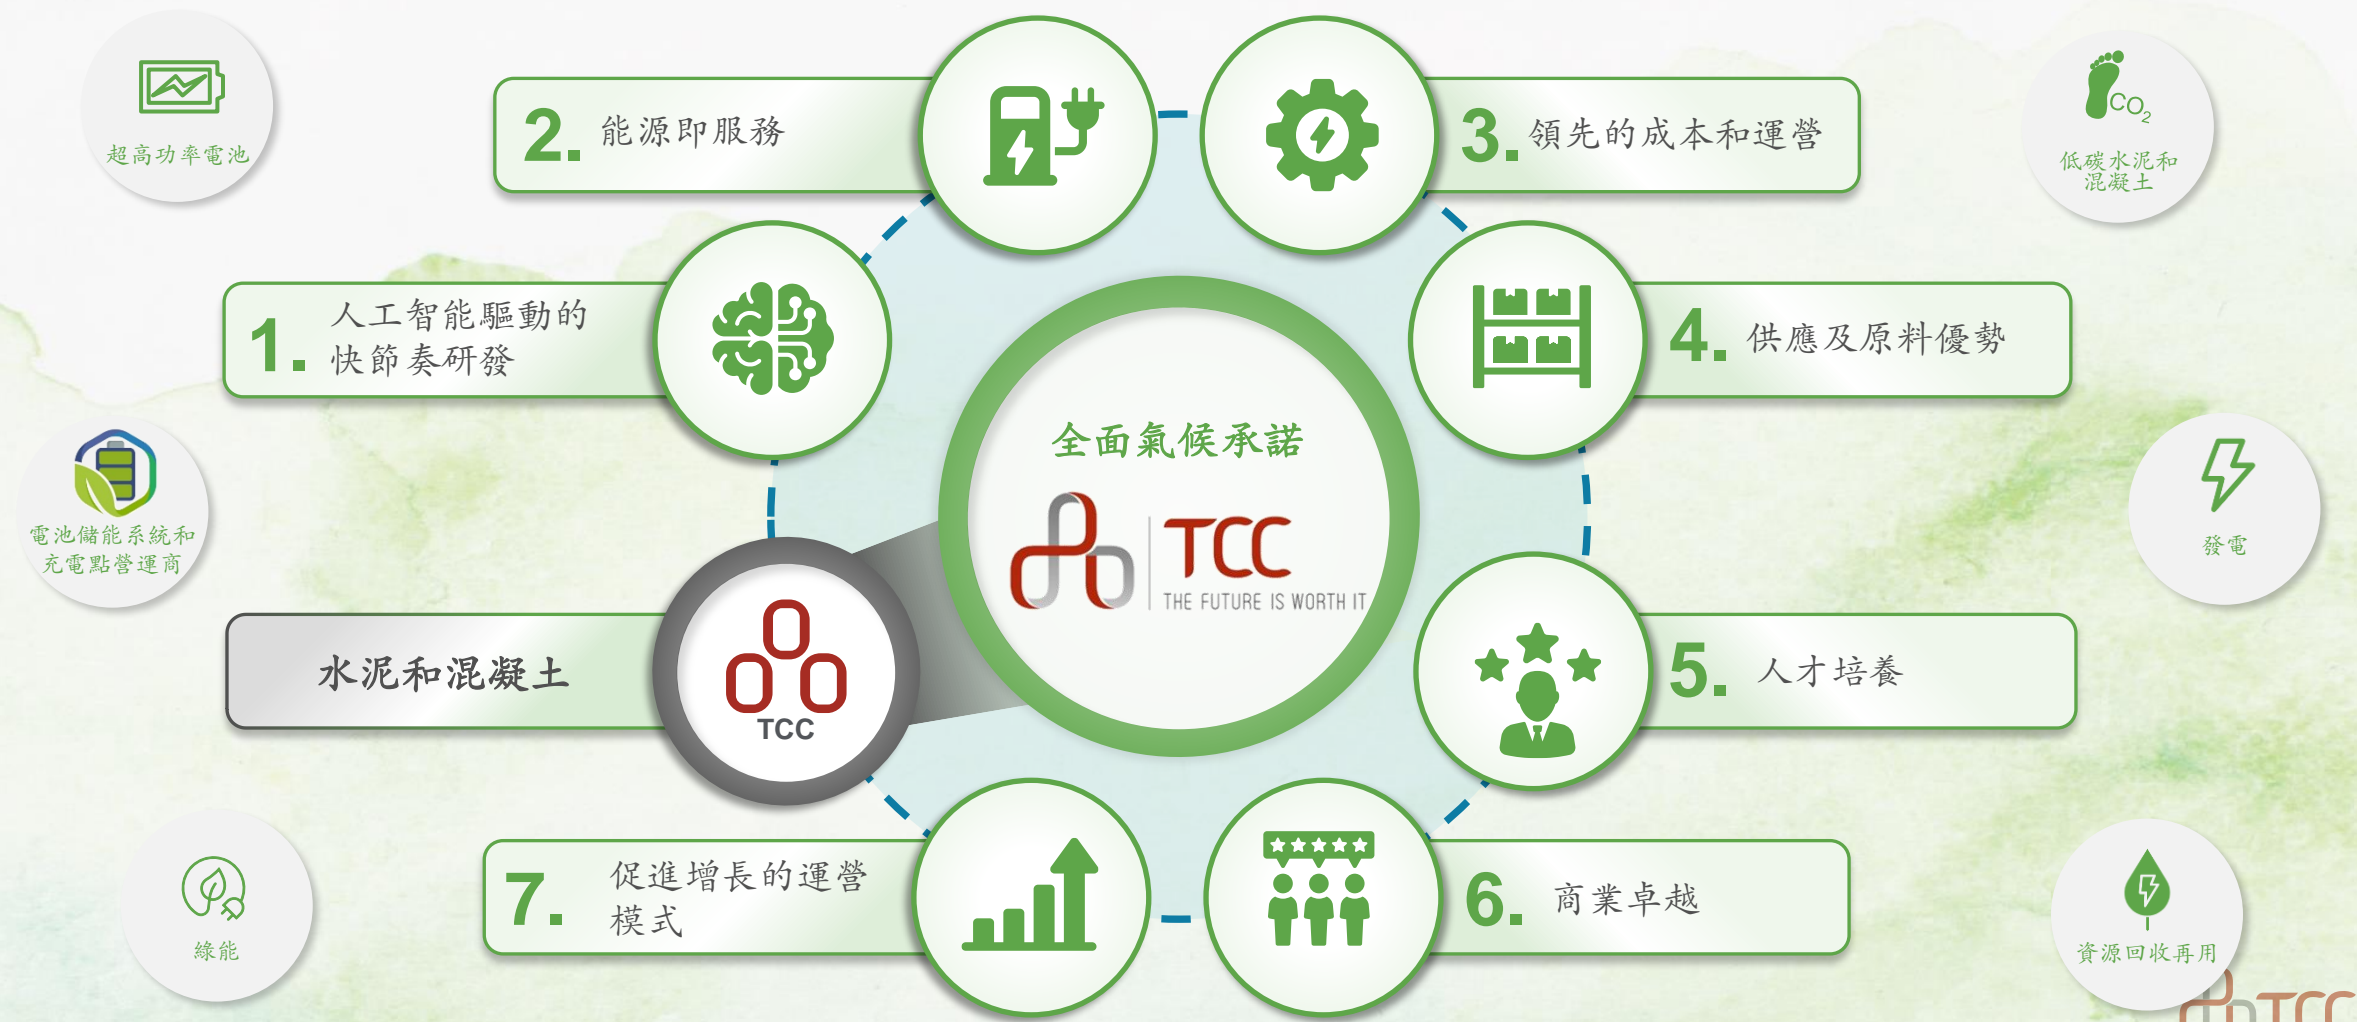 超高功率電池
2. 能源即服務
3. 領先的成本和運營
CO2
低碳水泥和
混凝土
1. 人工智能驅動的
快節奏研發
4. 供應及原料優勢
全面氣候承諾
TCC
THE FUTURE IS WORTH IT
電池儲能系統和
充電點營運商
發電
水泥和混凝土
TCC
5. 人才培養
7. 促進增長的運營
模式
6. 商業卓越
綠能
資源回收再用
TCC